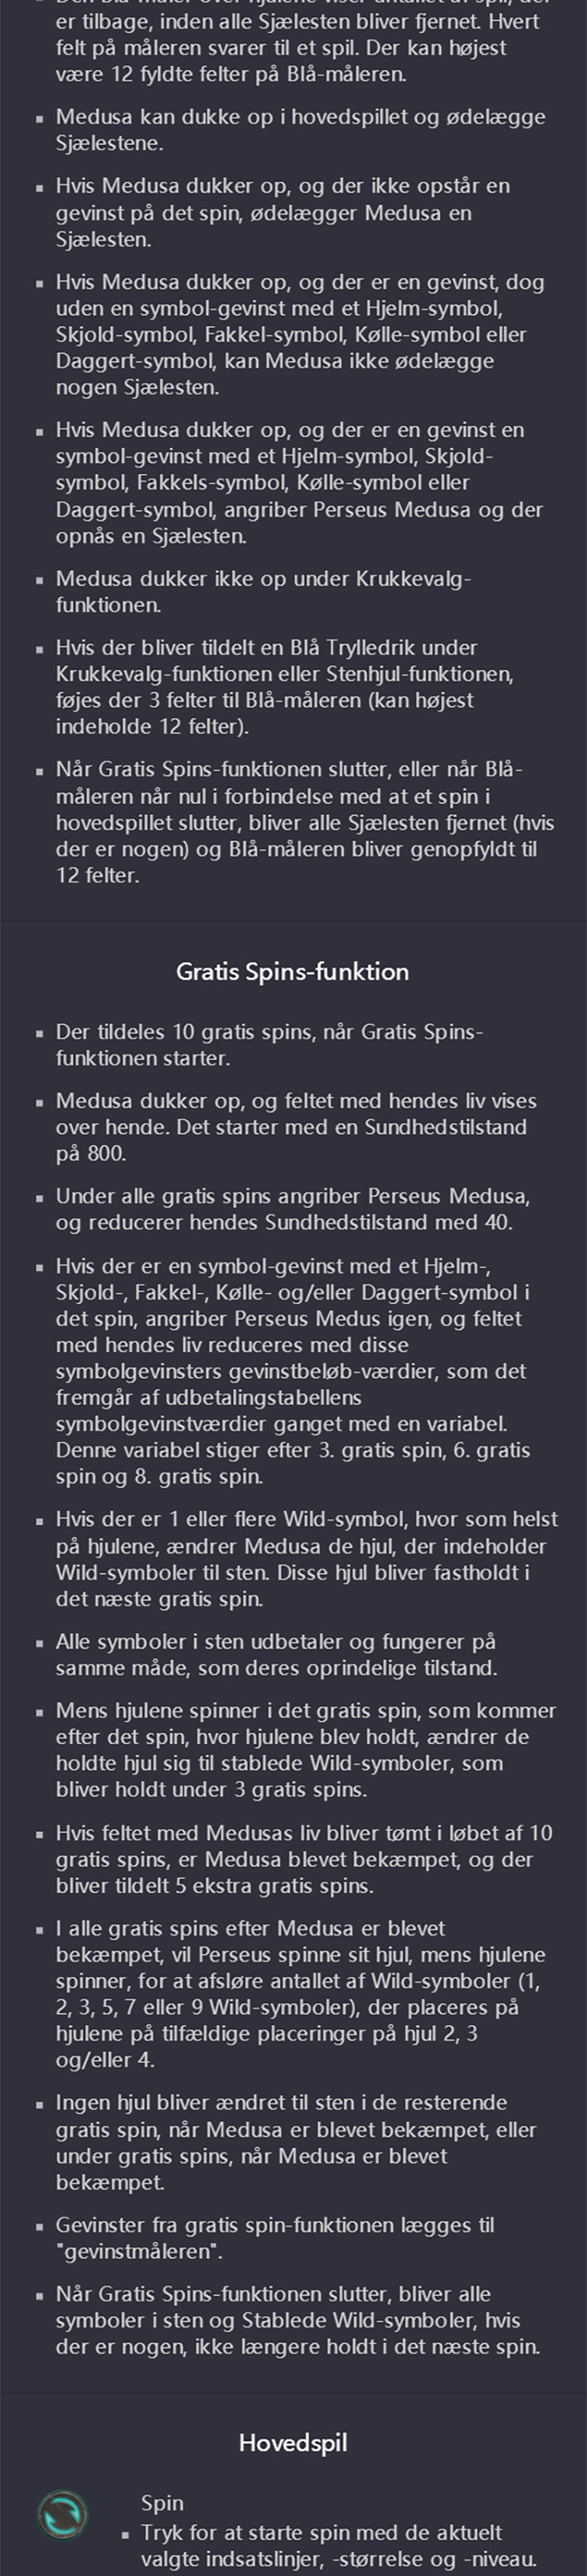 er tilbage, inden alle Sjælesten bliver fjernet. Hvert
felt på måleren svarer til et spil. Der kan højest
være 12 fyldte felter på Blå-måleren.
Medusa kan dukke op i hovedspillet og ødelægge
Sjælestene.
Hvis Medusa dukker op, og der ikke opstår en
gevinst på det spin, ødelægger Medusa en
Sjælesten.
Hvis Medusa dukker op, og der er en gevinst, dog
uden en symbol-gevinst med et Hjelm-symbol,
Skjold-symbol, Fakkel-symbol, Kølle-symbol eller
Daggert-symbol, kan Medusa ikke ødelægge
nogen Sjælesten.
Hvis Medusa dukker op, og der er en gevinst en
symbol-gevinst med et Hjelm-symbol, Skjold-
symbol, Fakkels-symbol, Kølle-symbol eller
Daggert-symbol, angriber Perseus Medusa og der
opnås en Sjælesten.
Medusa dukker ikke op under Krukkevalg-
funktionen.
Hvis der bliver tildelt en Blå Trylledrik under
Krukkevalg-funktionen eller Stenhjul-funktionen,
føjes der 3 felter til Blå-måleren (kan højest
indeholde 12 felter).
Når Gratis Spins-funktionen slutter, eller når Blå-
måleren når nul i forbindelse med at et spin i
hovedspillet slutter, bliver alle Sjælesten fjernet (hvis
der er nogen) og Blå-måleren bliver genopfyldt til
12 felter.
Gratis Spins-funktion
Der tildeles 10 gratis spins, når Gratis Spins-
funktionen starter.
Medusa dukker op, og feltet med hendes liv vises
over hende. Det starter med en Sundhedstilstand
på 800.
Under alle gratis spins angriber Perseus Medusa,
og reducerer hendes Sundhedstilstand med 40.
Hvis der er en symbol-gevinst med et Hjelm-,
Skjold-, Fakkel-, Kølle- og/eller Daggert-symbol i
det spin, angriber Perseus Medus igen, og feltet
med hendes liv reduceres med disse
symbolgevinsters gevinstbeløb-værdier, som det
fremgår af udbetalingstabellens
symbolgevinstværdier ganget med en variabel.
Denne variabel stiger efter 3. gratis spin, 6. gratis
spin og 8. gratis spin.
Hvis der er 1 eller flere Wild-symbol, hvor som helst
på hjulene, ændrer Medusa de hjul, der indeholder
Wild-symboler til sten. Disse hjul bliver fastholdt i
det næste gratis spin.
Alle symboler i sten udbetaler og fungerer på
samme måde, som deres oprindelige tilstand.
Mens hjulene spinner i det gratis spin, som kommer
efter det spin, hvor hjulene blev holdt, ændrer de
holdte hjul sig til stablede Wild-symboler, som
bliver holdt under 3 gratis spins.
Hvis feltet med Medusas liv bliver tømt i løbet af 10
gratis spins, er Medusa blevet bekæmpet, og der
bliver tildelt 5 ekstra gratis spins.
I alle gratis spins efter Medusa er blevet
bekæmpet, vil Perseus spinne sit hjul, mens hjulene
spinner, for at afsløre antallet af Wild-symboler (1,
2, 3, 5, 7 eller 9 Wild-symboler), der placeres på
hjulene på tilfældige placeringer på hjul 2, 3
og/eller 4.
Ingen hjul bliver ændret til sten i de resterende
gratis spin, når Medusa er blevet bekæmpet, eller
under gratis spins, når Medusa er blevet
bekæmpet.
Gevinster fra gratis spin-funktionen lægges til
"gevinstmåleren".
Når Gratis Spins-funktionen slutter, bliver alle
symboler i sten og Stablede Wild-symboler, hvis
der er nogen, ikke længere holdt i det næste spin.
Hovedspil
Spin
Tryk for at starte spin med de aktuelt
valgte indsatslinjer, -størrelse og -niveau.